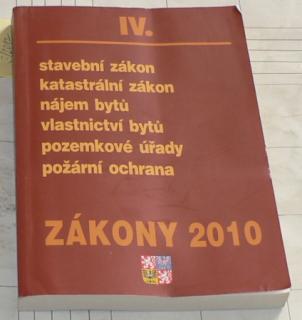 IV.
stavební zákon
katastrální zákon
nájem bytů
vlastnictví bytů
pozemkové úřady
požární ochrana
ZÁKONY 2010